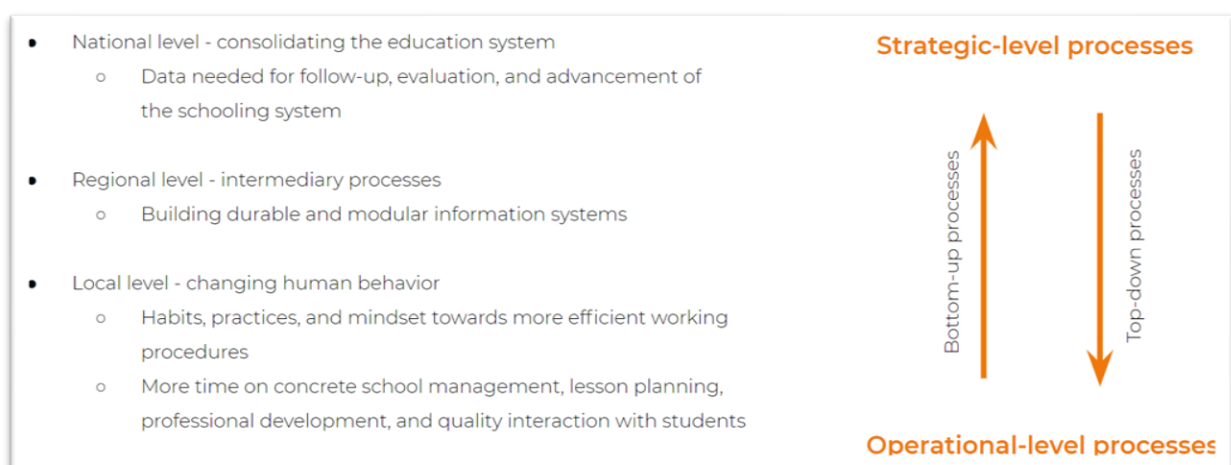 • National level - consolidating the education system
o Data needed for follow-up, evaluation, and advancement of
the schooling system
• Regional level - intermediary processes
o Building durable and modular information systems
• Local level - changing human behavior
o Habits, practices, and mindset towards more efficient working
procedures
o More time on concrete school management, lesson planning,
professional development, and quality interaction with students
Strategic-level processes
Bottom-up processes
Top-down processes
Operational-level processes